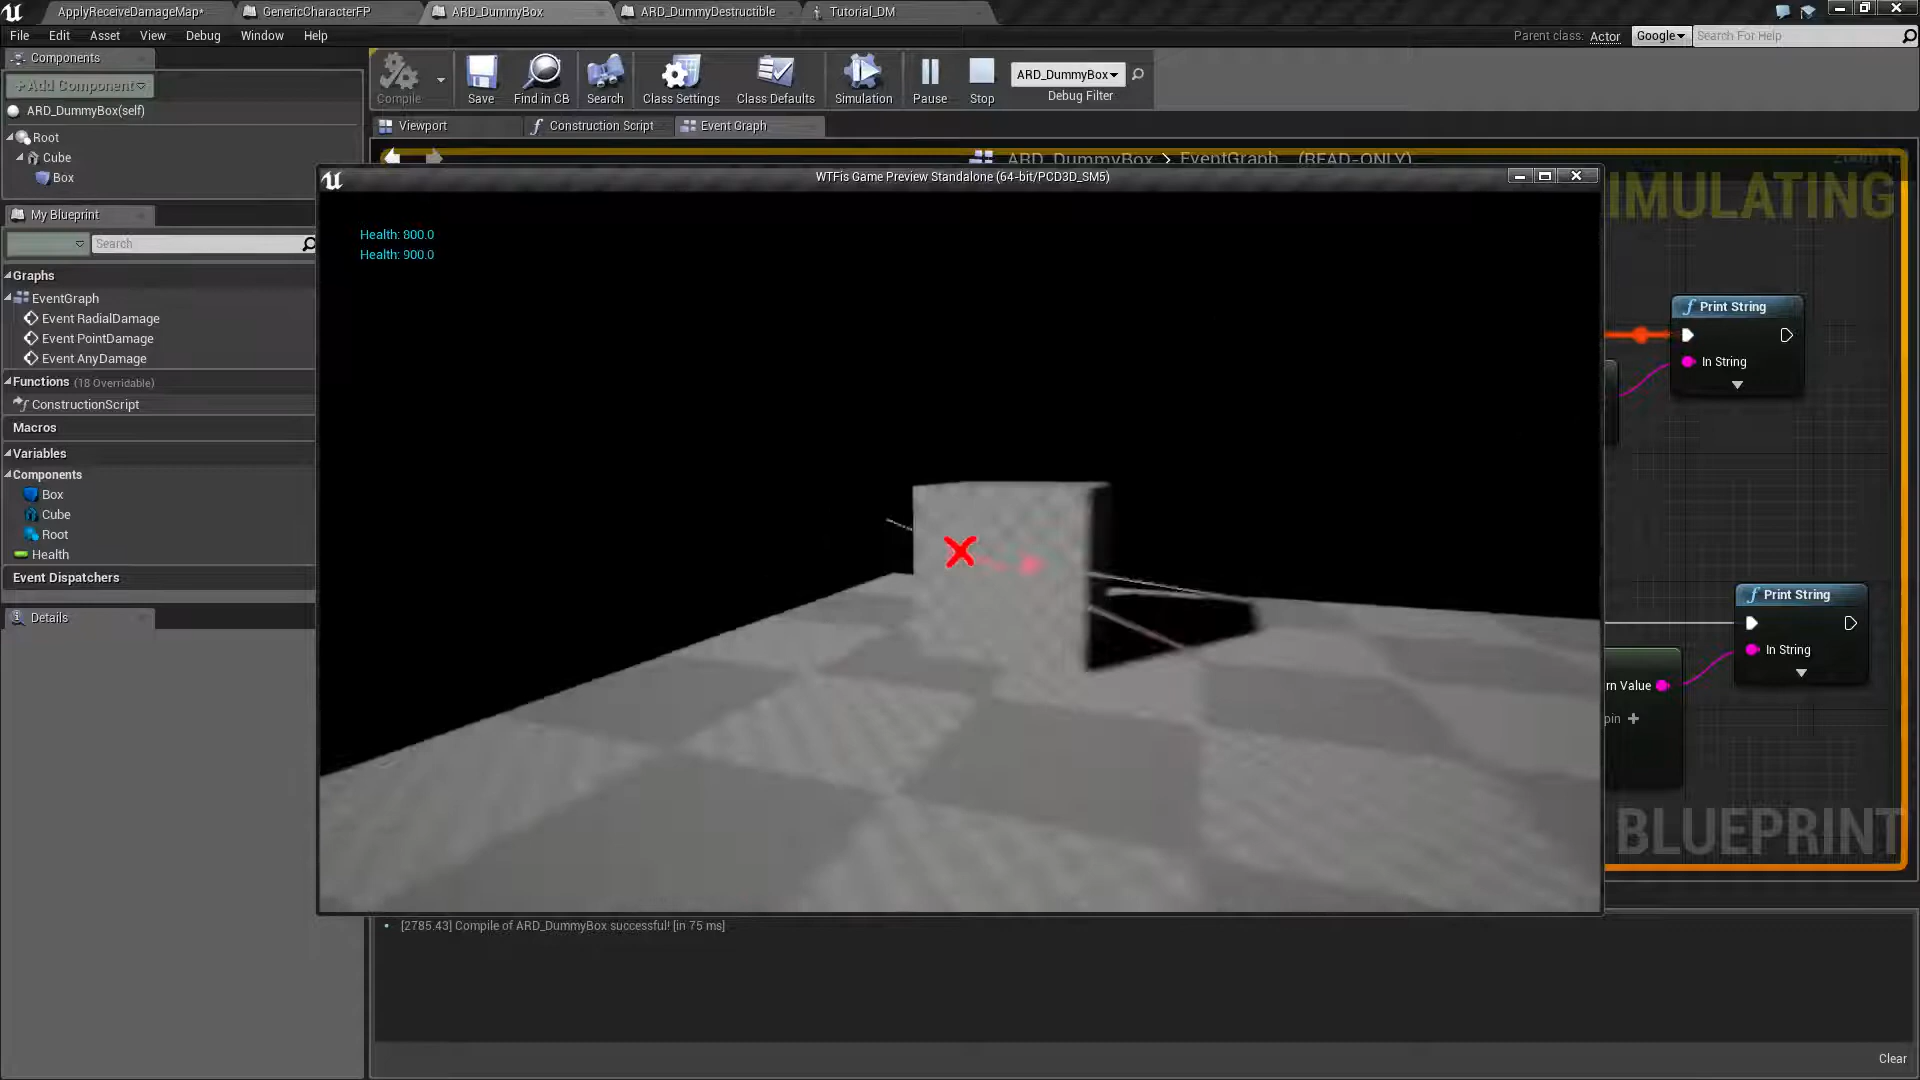 ApplyReceiveDamageMap*
GenericCharacterFP
ARD_DummyBox
ARD_DummyDestructible
Tutorial_DM
File Edit Asset View Debug Window Help
Parent class: Actor
Google
Search For Help
Components
+Add Component
ARD_DummyBox(self)
Root
Cube
Box
Compile
Save
Find in CB
Search
Class Settings
Class Defaults
Simulation
Pause
Stop
ARD_DummyBox
Debug Filter
Viewport
Construction Script
Event Graph
ARD_DummyBox > EventGraph (READ-ONLY)
WTFis Game Preview Standalone (64-bit/PCD3D_SM5)
IMULATING
Health: 800.0
Health: 900.0
My Blueprint
Search
Graphs
EventGraph
Event RadialDamage
Event PointDamage
Event AnyDamage
Functions (18 Overridable)
ConstructionScript
Macros
Variables
Components
Box
Cube
Root
Health
Event Dispatchers
Details
Print String
In String
Print String
In String
rn Value
pin +
BLUEPRINT
[2785.43] Compile of ARD_DummyBox successful! [in 75 ms]
Clear